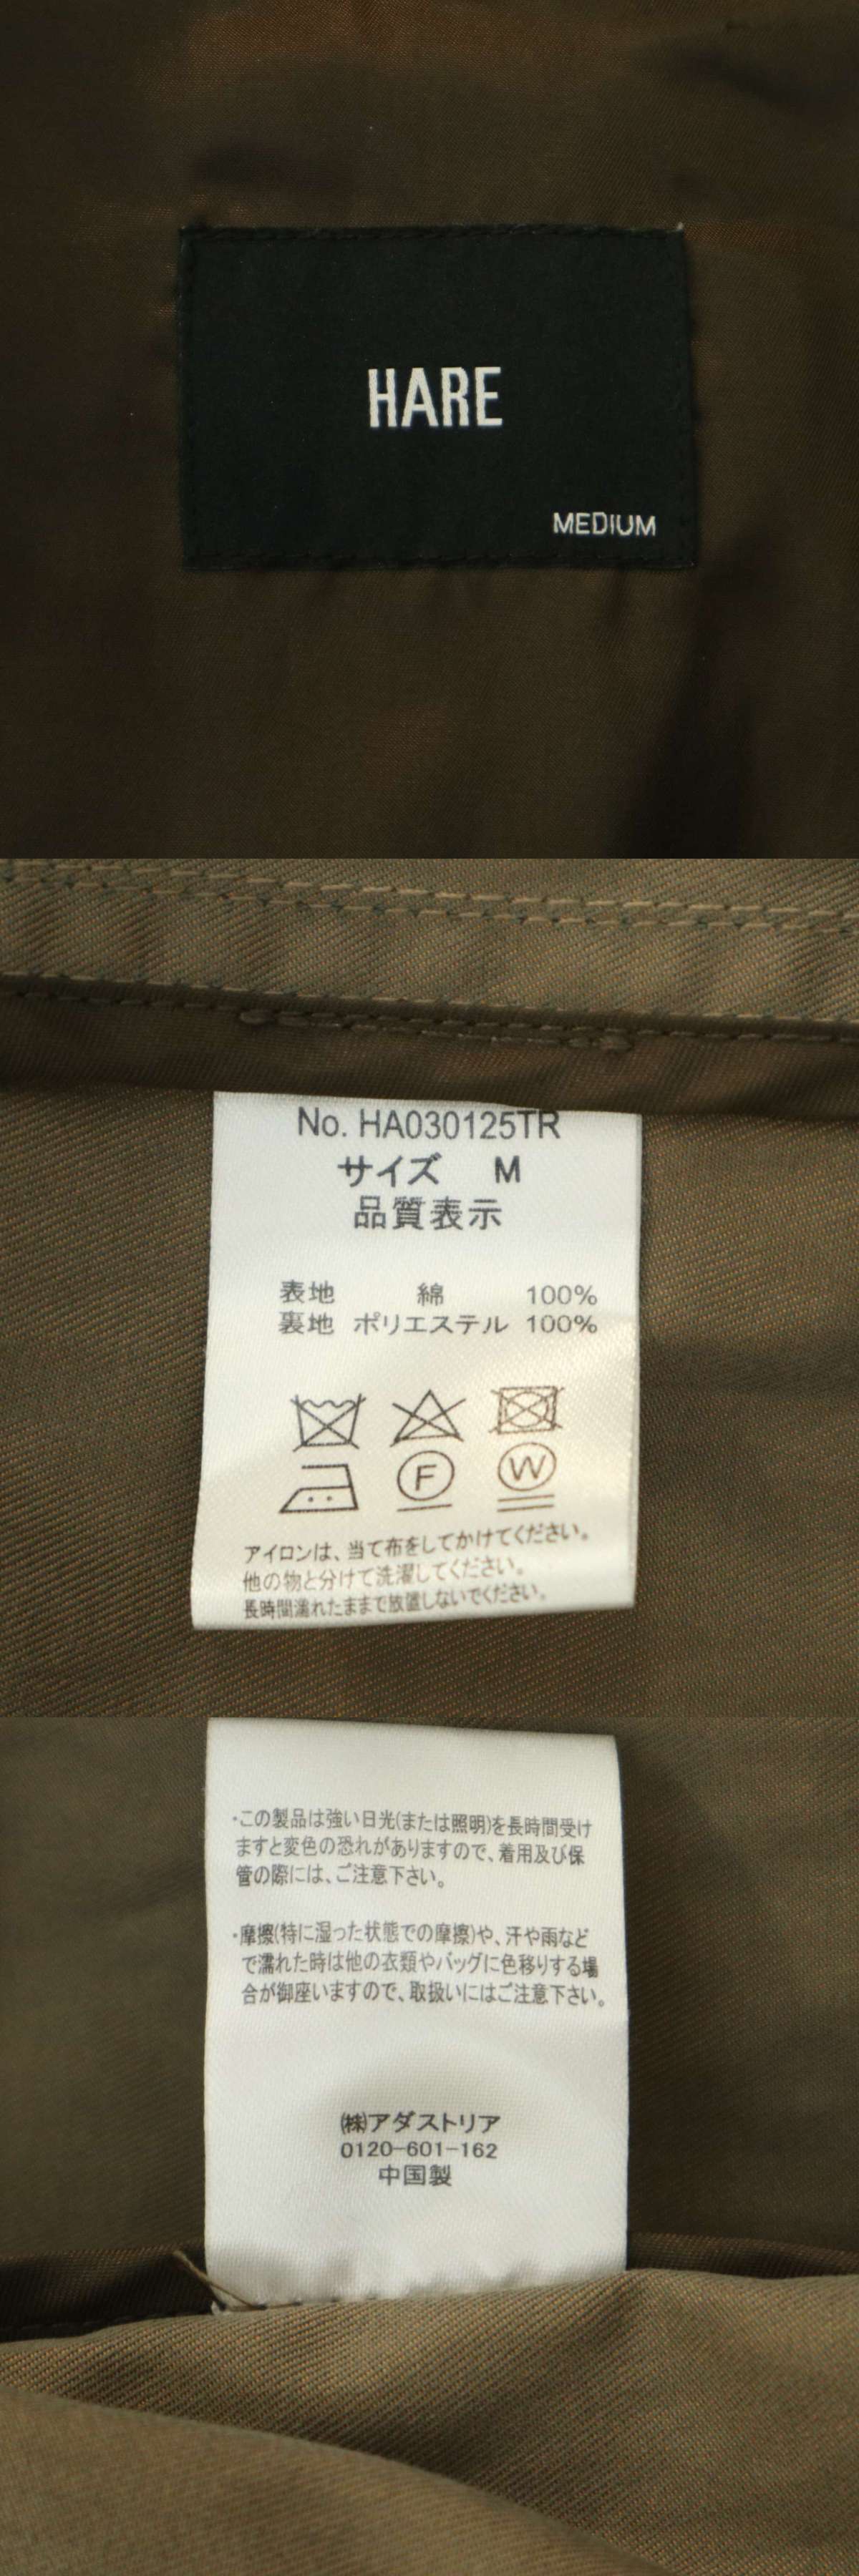 HARE
MEDIUM
No. HA030125TR
サイズ M
品質表示
表地 綿 100%
裏地 ポリエステル 100%
F W
アイロンは、当て布をしてかけてください。
他の物と分けて洗濯してください。
長時間濡れたままで放置しないでください。
・この製品は強い日光(または照明)を長時間受け
ますと変色の恐れがありますので、着用及び保
管の際には、ご注意下さい。
・摩擦(特に湿った状態での摩擦)や、汗や雨など
で濡れた時は他の衣類やバッグに色移りする場
合が御座いますので、取扱いにはご注意下さい。
㈱アダストリア
0120-601-162
中国製